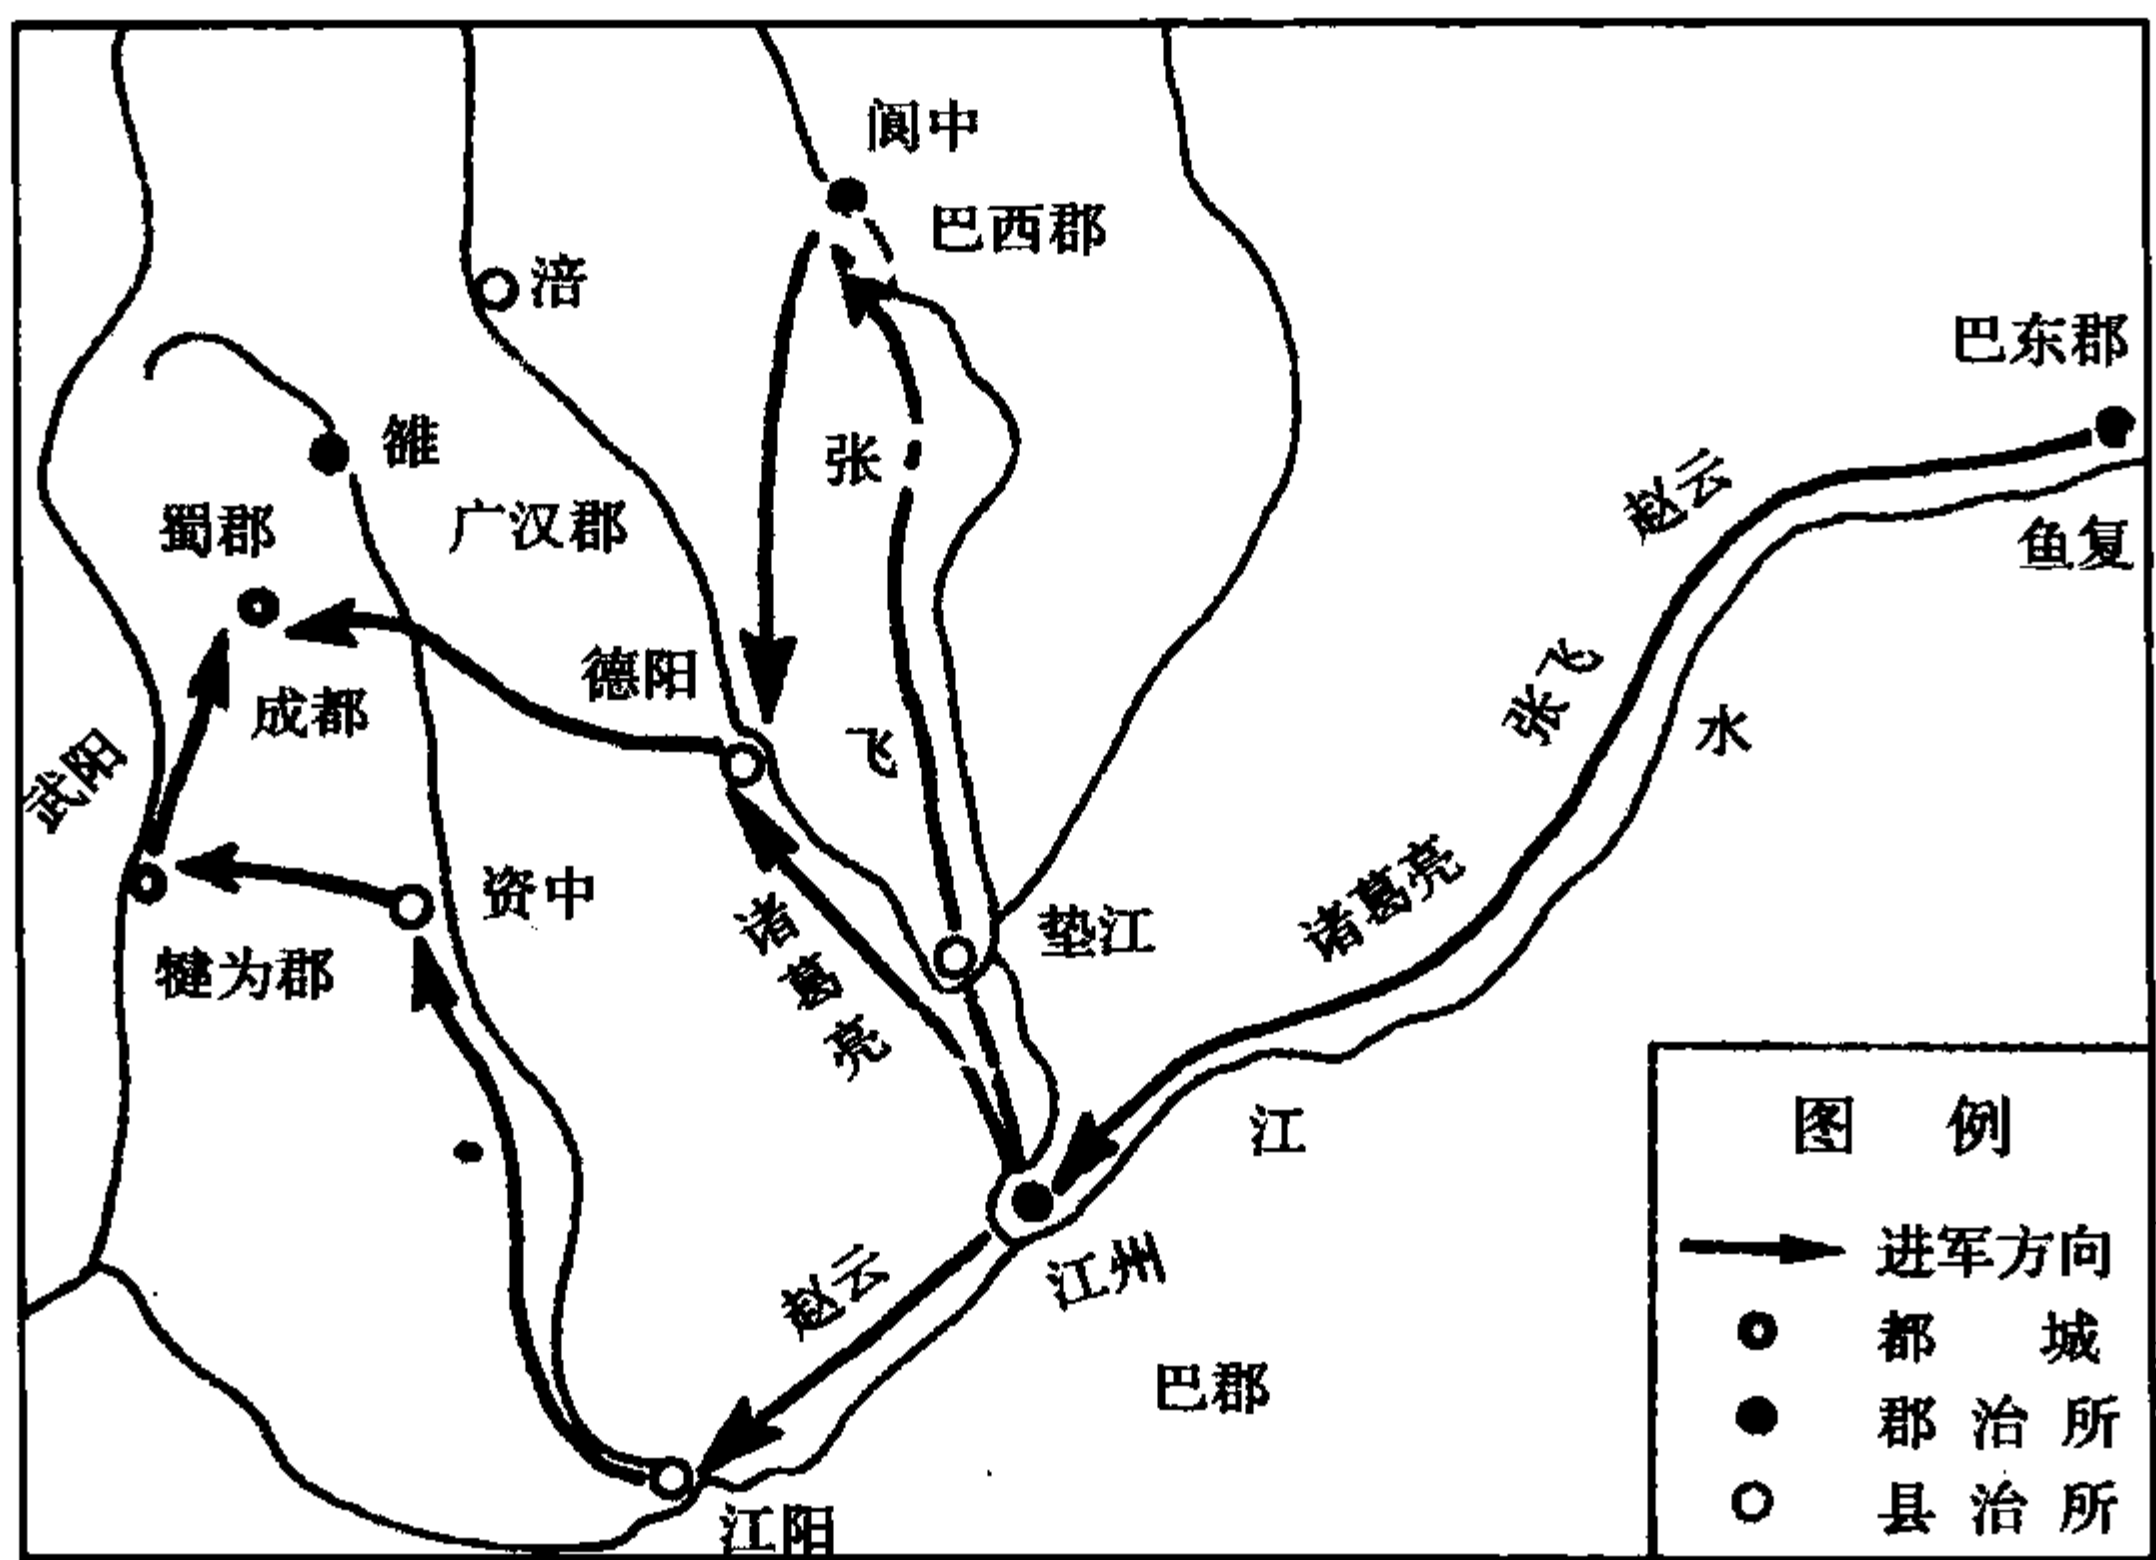 阆中
巴西郡
涪
巴东郡
雒
张
飞
蜀郡
广汉郡
赵云
鱼复
德阳
张飞
成都
水
武阳
诸葛亮
资中
诸
葛
亮
垫江
犍为郡
江
赵云
江州
巴郡
江阳
图 例
进军方向
都 城
郡治所
县治所